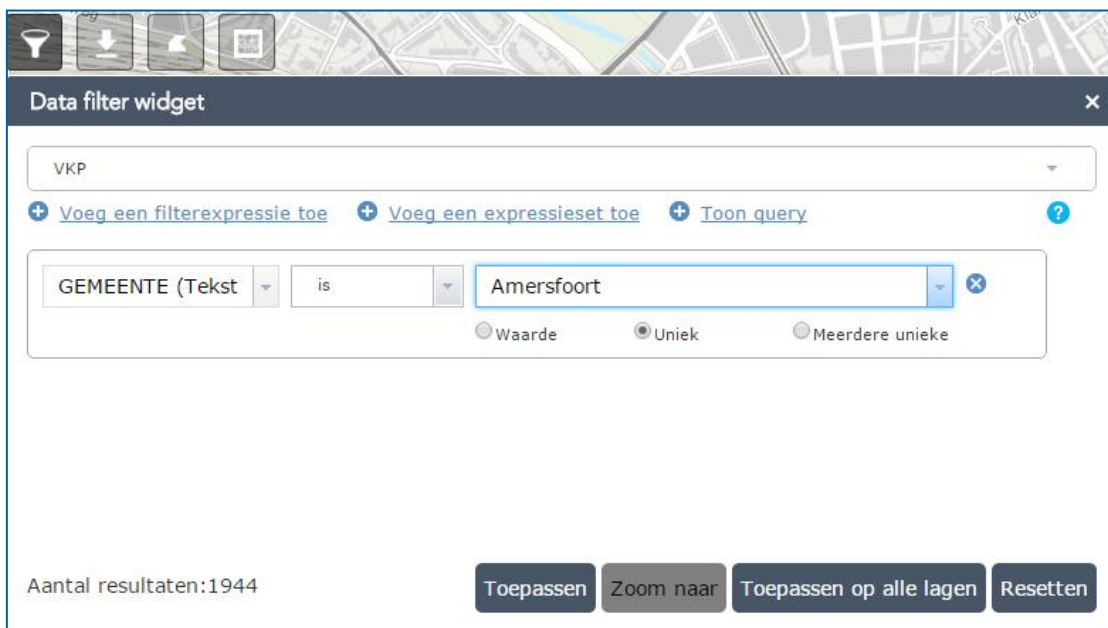 Data filter widget
VKP
Voeg een filterexpressie toe Voeg een expressieset toe Toon query ?
GEMEENTE (Tekst is Amersfoort
Waarde Uniek Meerdere unieke
Aantal resultaten:1944 Toepassen Zoom naar Toepassen op alle lagen Resetten